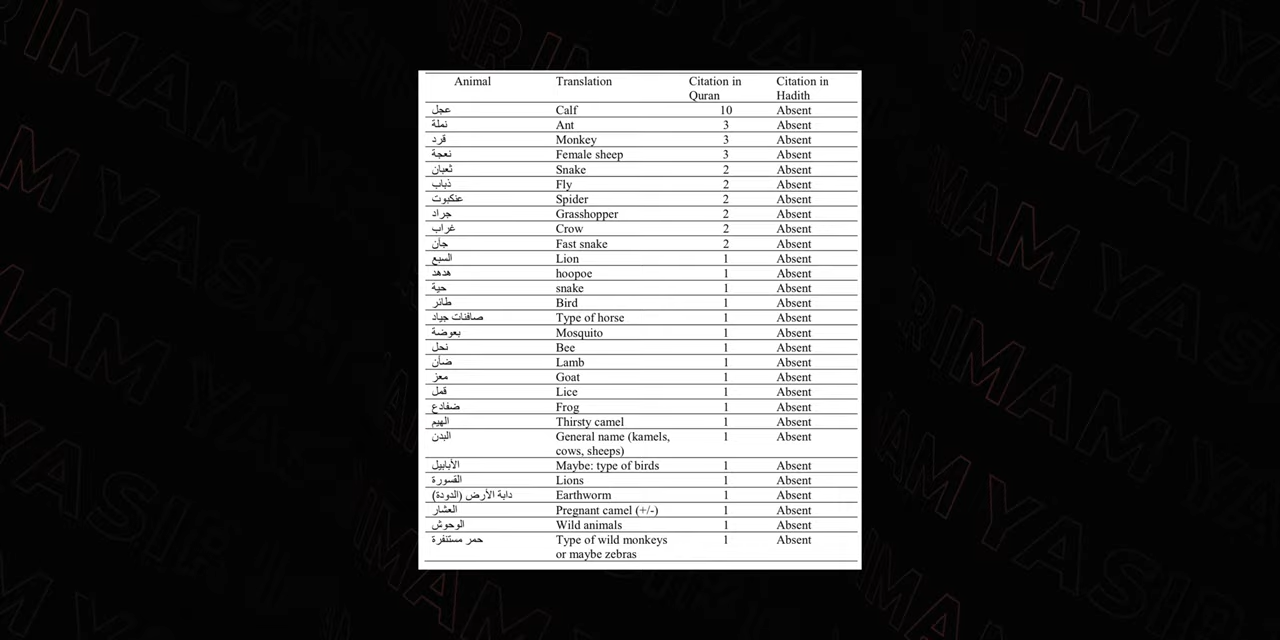 Animal Translation Citation in Quran Citation in Hadith
عجل Calf 10 Absent
نملة Ant 3 Absent
قرد Monkey 3 Absent
نعجة Female sheep 3 Absent
ثعبان Snake 2 Absent
ذباب Fly 2 Absent
عنكبوت Spider 2 Absent
جراد Grasshopper 2 Absent
غراب Crow 2 Absent
جان Fast snake 2 Absent
السبع Lion 1 Absent
هدهد hoopoe 1 Absent
حية snake 1 Absent
طائر Bird 1 Absent
صافنات جياد Type of horse 1 Absent
بعوضة Mosquito 1 Absent
نحل Bee 1 Absent
ضأن Lamb 1 Absent
معز Goat 1 Absent
قمل Lice 1 Absent
ضفادع Frog 1 Absent
الهيم Thirsty camel 1 Absent
البدن General name (kamels, cows, sheeps) 1 Absent
الأبابيل Maybe: type of birds 1 Absent
القسورة Lions 1 Absent
دابة الأرض (الدودة) Earthworm 1 Absent
العشار Pregnant camel (+/-) 1 Absent
الوحوش Wild animals 1 Absent
حمر مستنفرة Type of wild monkeys or maybe zebras 1 Absent